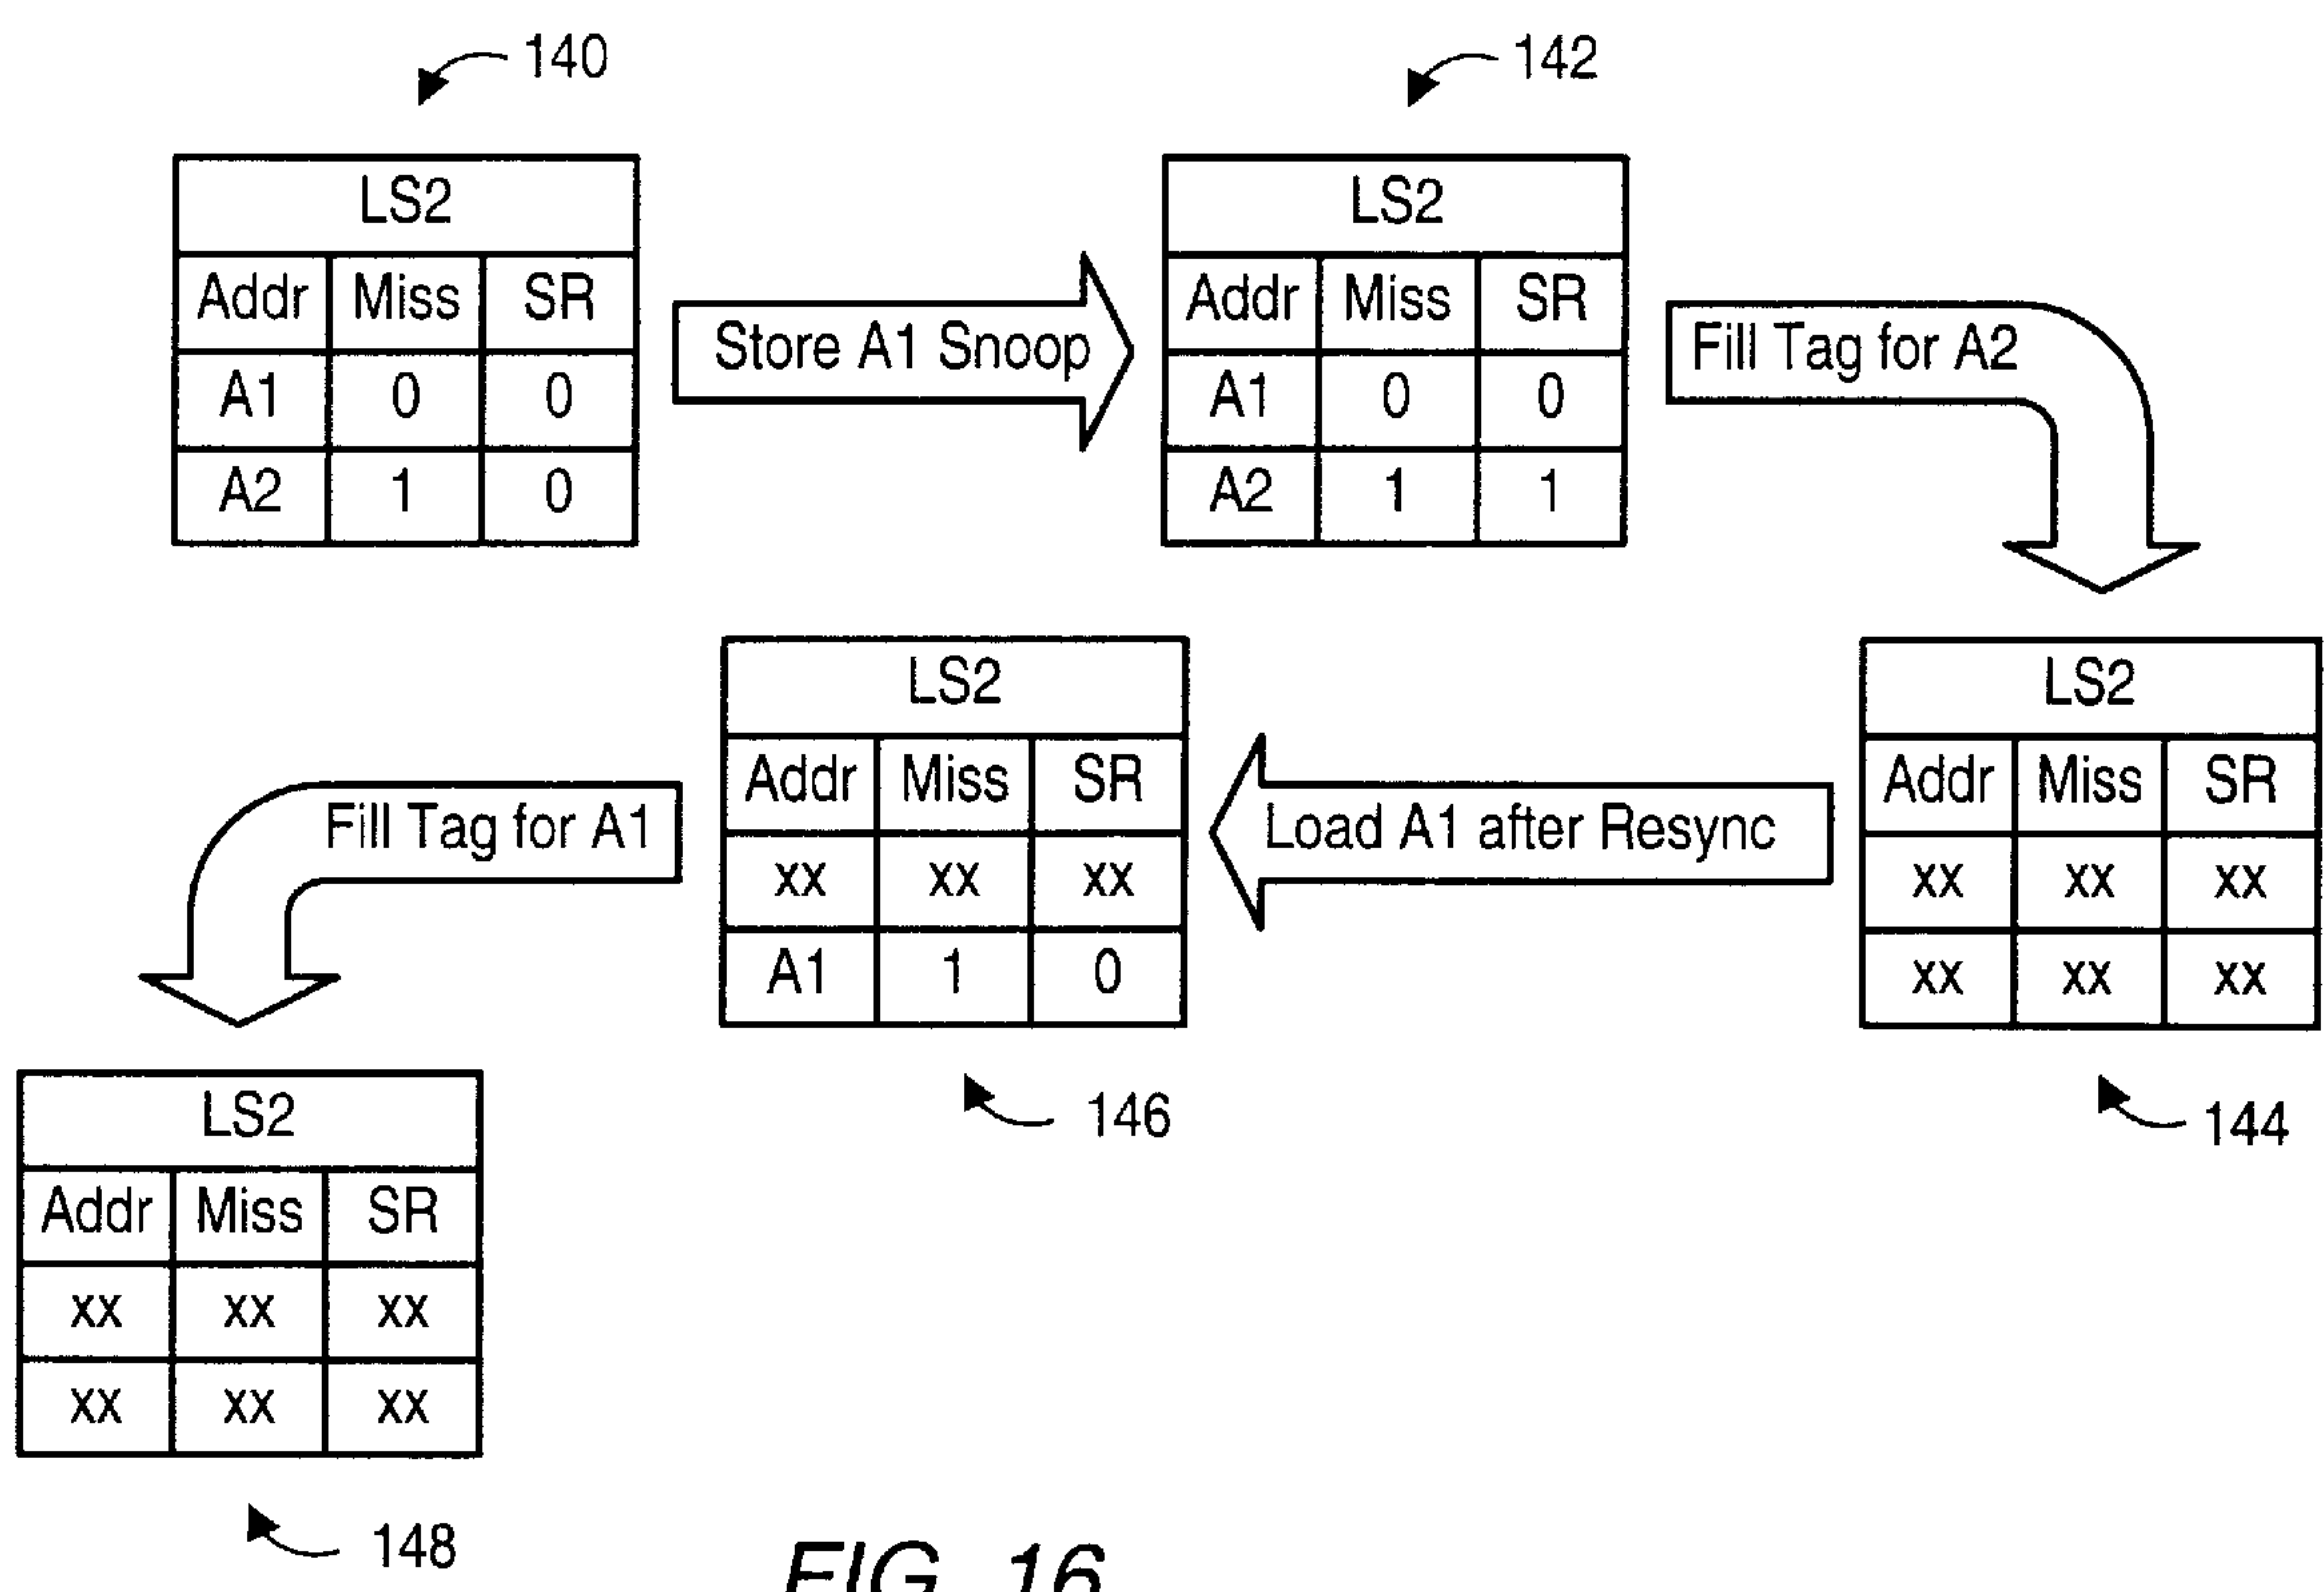 140
LS2
Addr Miss SR
A1 0 0
A2 1 0
Store A1 Snoop
142
LS2
Addr Miss SR
A1 0 0
A2 1 1
Fill Tag for A2
LS2
Addr Miss SR
xx xx xx
xx xx xx
144
Load A1 after Resync
LS2
Addr Miss SR
xx xx xx
A1 1 0
146
Fill Tag for A1
LS2
Addr Miss SR
xx xx xx
xx xx xx
148
FIG. 16